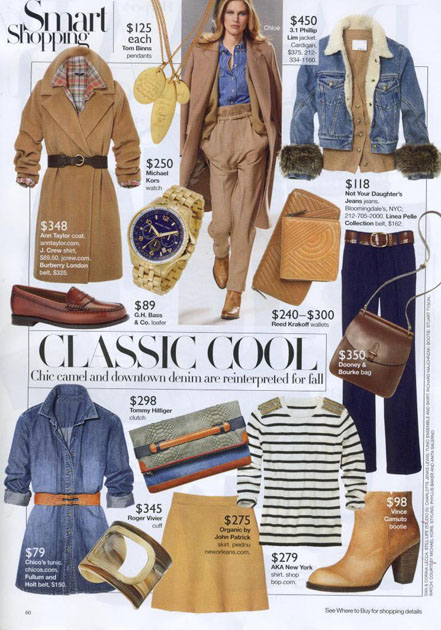 Smart
Shopping
$125
each
Tom Binns
pendants
Chloé
$450
3.1 Phillip
Lim jacket.
Cardigan,
$375, 212-
334-1160.
$250
Michael
Kors
watch
$118
Not Your Daughter's
Jeans jeans,
Bloomingdale's, NYC;
212-705-2000. Linea Pelle
Collection belt, $162.
$348
Ann Taylor coat,
anntaylor.com.
J. Crew shirt,
$69.50, jcrew.com.
Burberry London
belt, $325.
$89
G.H. Bass
& Co. loafer
$240–$300
Reed Krakoff wallets
$350
Dooney &
Bourke bag
CLASSIC COOL
Chic camel and downtown denim are reinterpreted for fall
$298
Tommy Hilfiger
clutch
$345
Roger Vivier
cuff
$275
Organic by
John Patrick
skirt, pwdnu
neworleans.com.
$98
Vince
Camuto
bootie
$79
Chico's tunic,
chicos.com.
Fullum and
Holt belt, $150.
$279
AKA New York
shirt, shop
bop.com.
66
See Where to Buy for shopping details